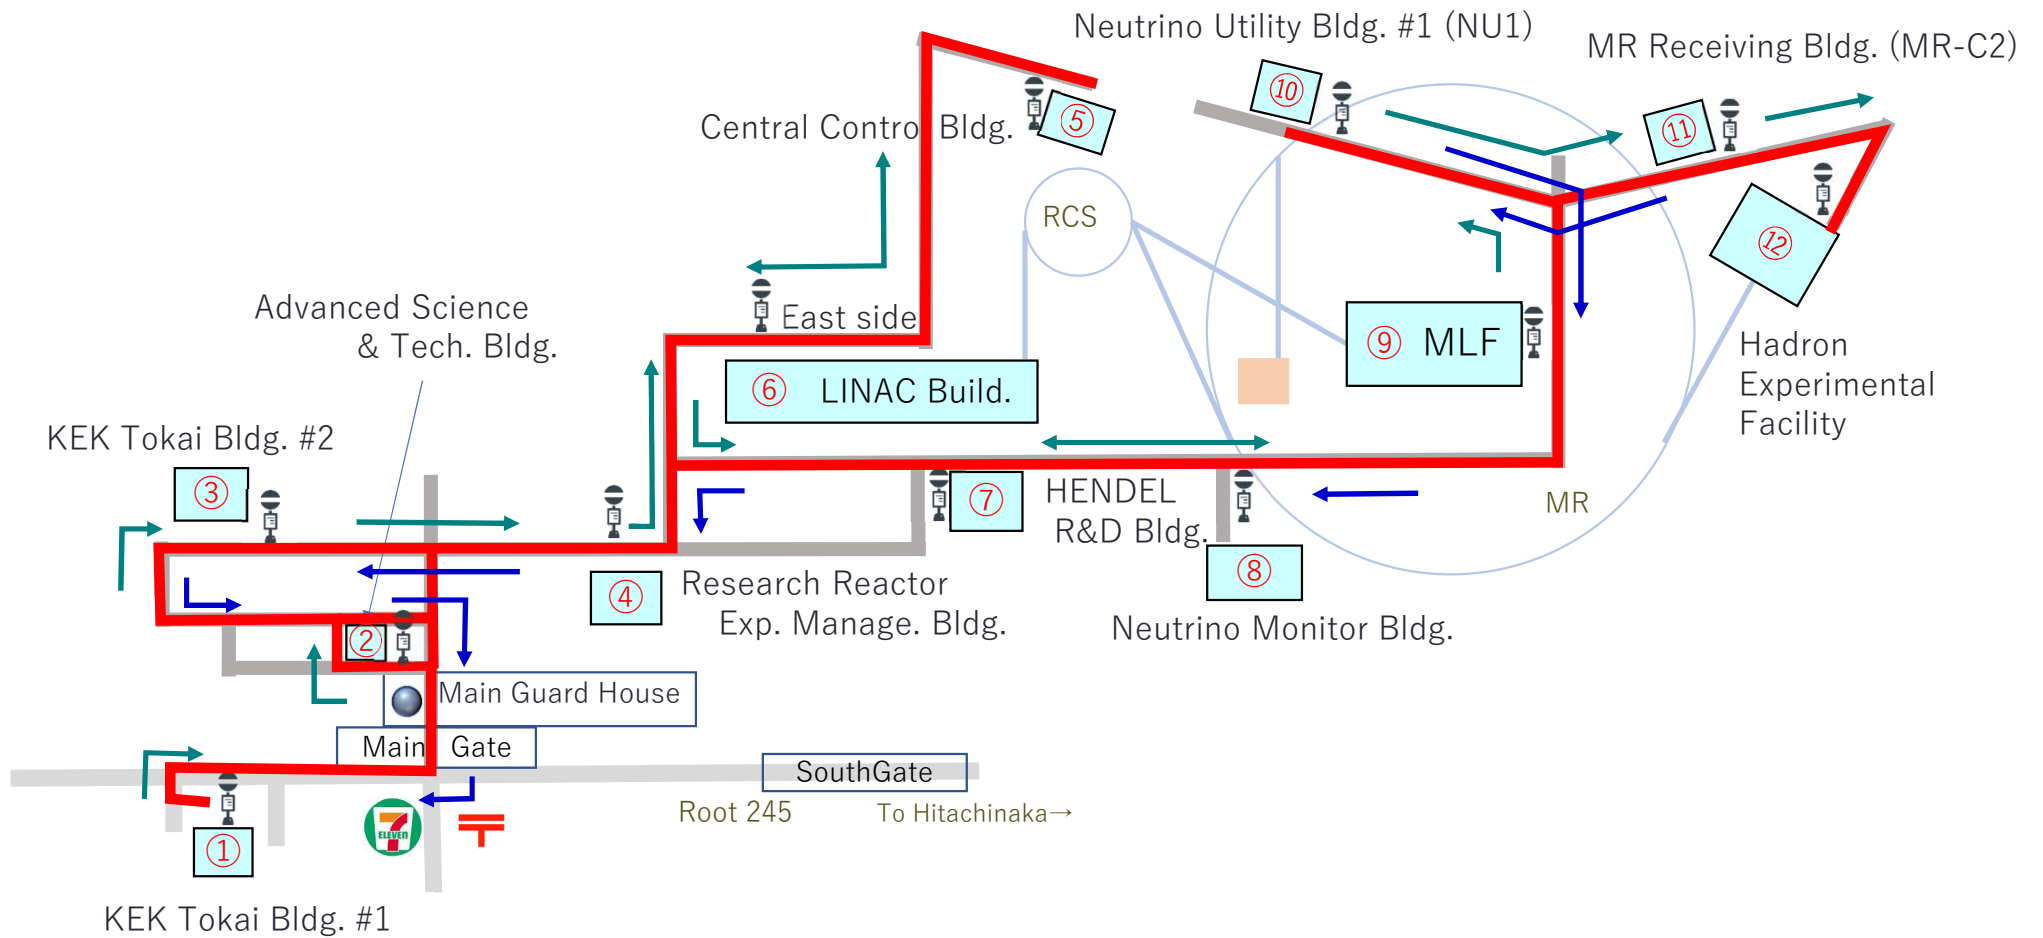 Neutrino Utility Bldg. #1 (NU1)
MR Receiving Bldg. (MR-C2)
⑩
⑤
⑪
Central Control Bldg.
RCS
⑫
Advanced Science
& Tech. Bldg.
East side
⑨ MLF
Hadron
Experimental
Facility
⑥ LINAC Build.
KEK Tokai Bldg. #2
③
⑦
HENDEL
R&D Bldg.
MR
④
Research Reactor
Exp. Manage. Bldg.
⑧
Neutrino Monitor Bldg.
②
Main Guard House
Main Gate
SouthGate
Root 245
To Hitachinaka→
7
ELEVEN
〒
①
KEK Tokai Bldg. #1